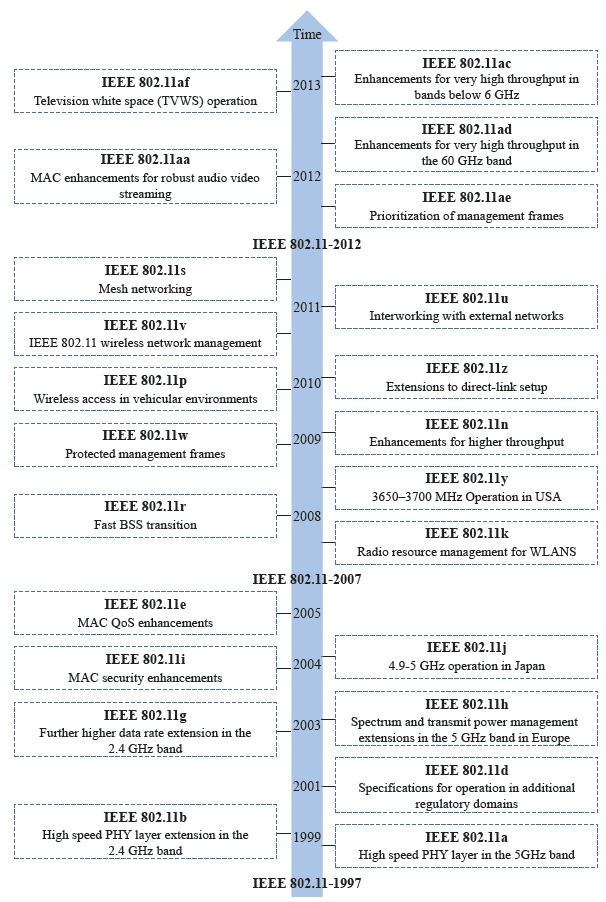 Time
IEEE 802.11ac
Enhancements for very high throughput in
bands below 6 GHz
2013
IEEE 802.11af
Television white space (TVWS) operation
IEEE 802.11ad
Enhancements for very high throughput in
the 60 GHz band
IEEE 802.11aa
MAC enhancements for robust audio video
streaming
2012
IEEE 802.11ae
Prioritization of management frames
IEEE 802.11-2012
IEEE 802.11s
Mesh networking
IEEE 802.11u
Interworking with external networks
2011
IEEE 802.11v
IEEE 802.11 wireless network management
IEEE 802.11z
Extensions to direct-link setup
2010
IEEE 802.11p
Wireless access in vehicular environments
IEEE 802.11n
Enhancements for higher throughput
2009
IEEE 802.11w
Protected management frames
IEEE 802.11y
3650–3700 MHz Operation in USA
IEEE 802.11r
Fast BSS transition
2008
IEEE 802.11k
Radio resource management for WLANS
IEEE 802.11-2007
IEEE 802.11e
MAC QoS enhancements
2005
IEEE 802.11j
4.9-5 GHz operation in Japan
IEEE 802.11i
MAC security enhancements
2004
IEEE 802.11h
Spectrum and transmit power management
extensions in the 5 GHz band in Europe
IEEE 802.11g
Further higher data rate extension in the
2.4 GHz band
2003
IEEE 802.11d
Specifications for operation in additional
regulatory domains
2001
IEEE 802.11b
High speed PHY layer extension in the
2.4 GHz band
1999
IEEE 802.11a
High speed PHY layer in the 5GHz band
IEEE 802.11-1997